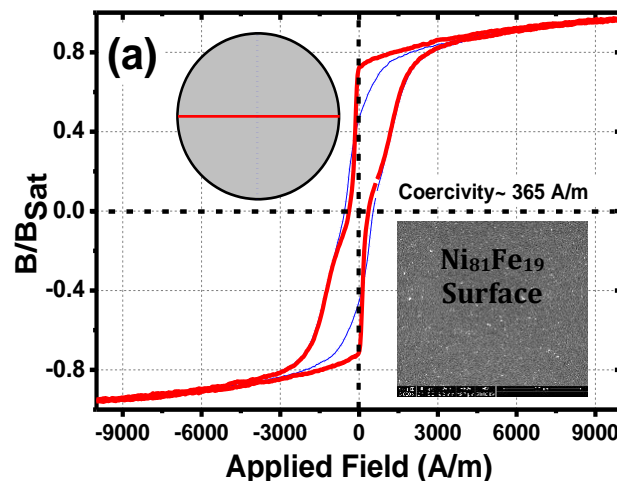 (a)
0.8
0.4
0.0
-0.4
-0.8
B/B_Sat
Coercivity~ 365 A/m
Ni₈₁Fe₁₉
Surface
-9000 -6000 -3000 0 3000 6000 9000
Applied Field (A/m)